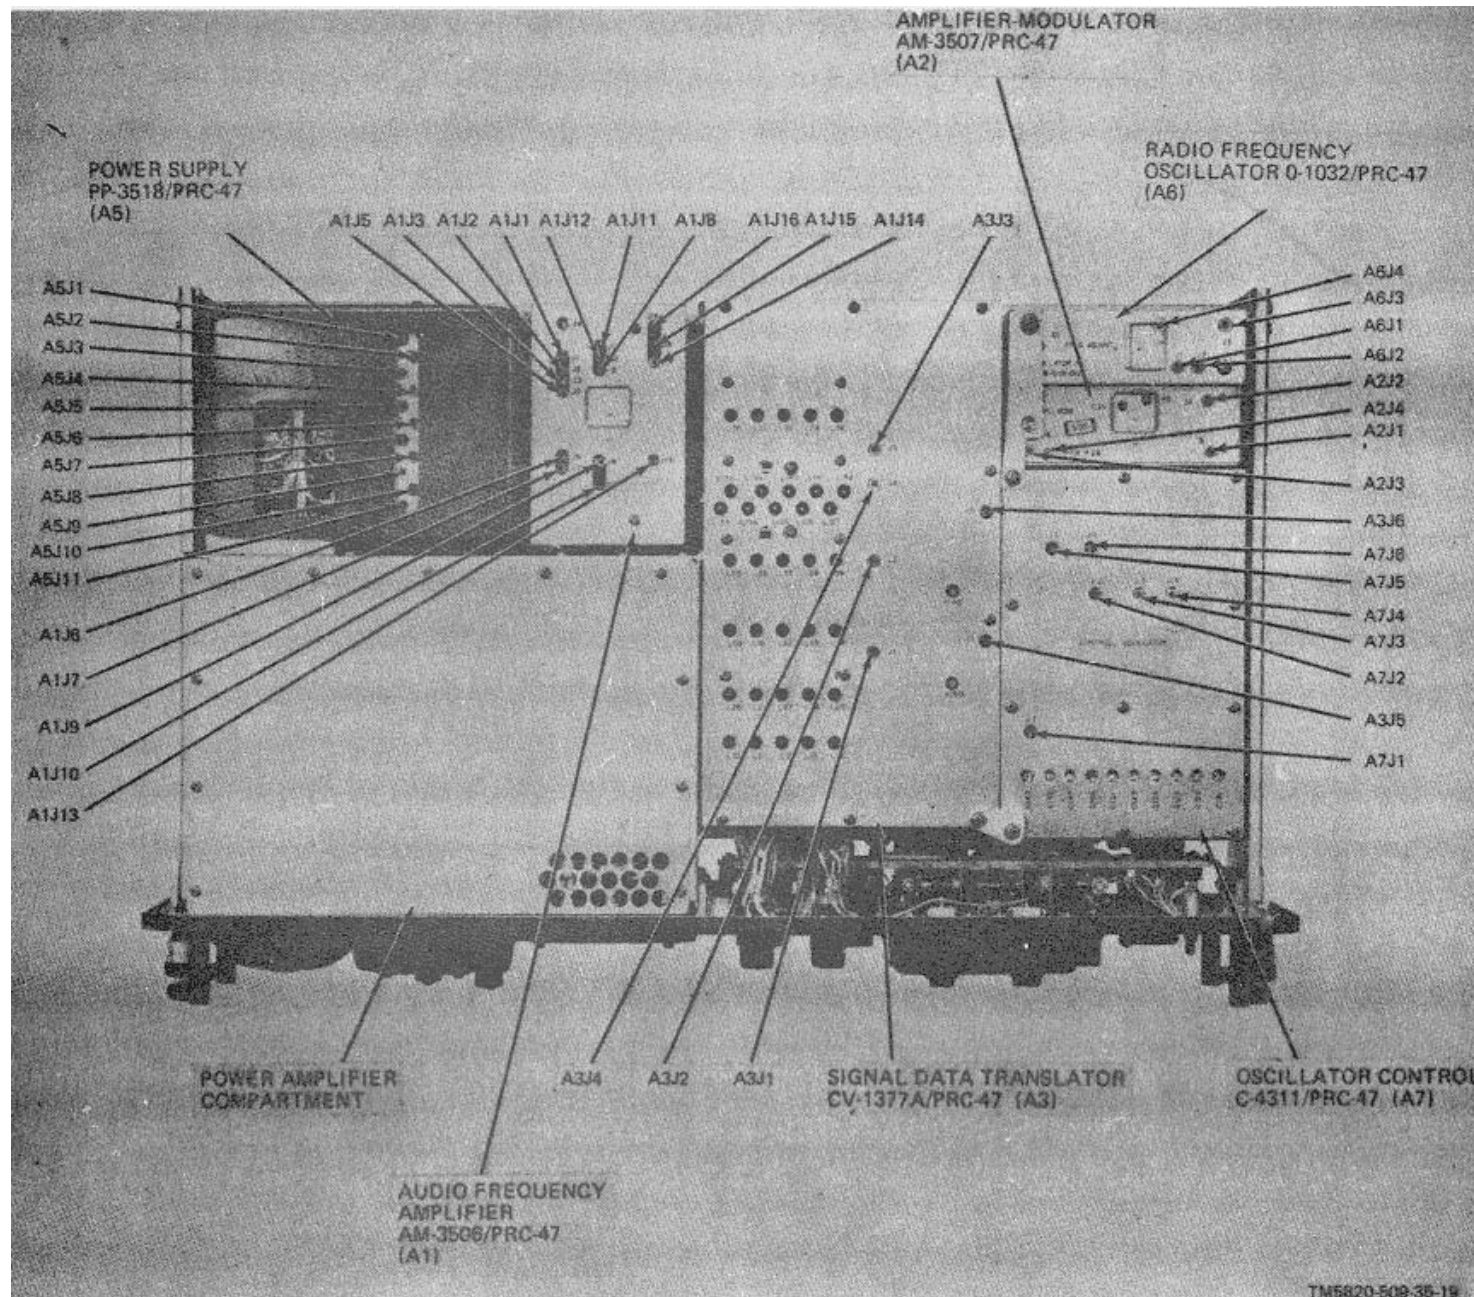 AMPLIFIER-MODULATOR
AM-3507/PRC-47
(A2)
POWER SUPPLY
PP-3518/PRC-47
(A5)
RADIO FREQUENCY
OSCILLATOR 0-1032/PRC-47
(A6)
A1J5 A1J3 A1J2 A1J1 A1J12 A1J11 A1J8 A1J16 A1J15 A1J14 A3J3
A5J1
A5J2
A5J3
A5J4
A5J5
A5J6
A5J7
A5J8
A5J9
A5J10
A5J11
A1J6
A1J7
A1J9
A1J10
A1J13
A6J4
A6J3
A6J1
A6J2
A2J2
A2J4
A2J1
A2J3
A3J6
A7J6
A7J5
A7J4
A7J3
A7J2
A3J5
A7J1
POWER AMPLIFIER
COMPARTMENT
A3J4 A3J2 A3J1
SIGNAL DATA TRANSLATOR
CV-1377A/PRC-47 (A3)
OSCILLATOR CONTROL
C-4311/PRC-47 (A7)
AUDIO FREQUENCY
AMPLIFIER
AM-3506/PRC-47
(A1)
TM5820-509-35-19